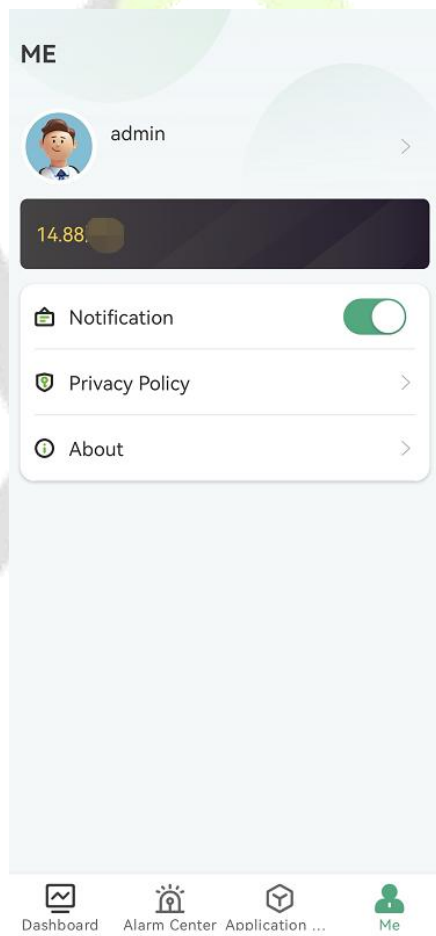 ME
admin
14.88.
Notification
Privacy Policy
About
Dashboard
Alarm Center
Application ...
Me